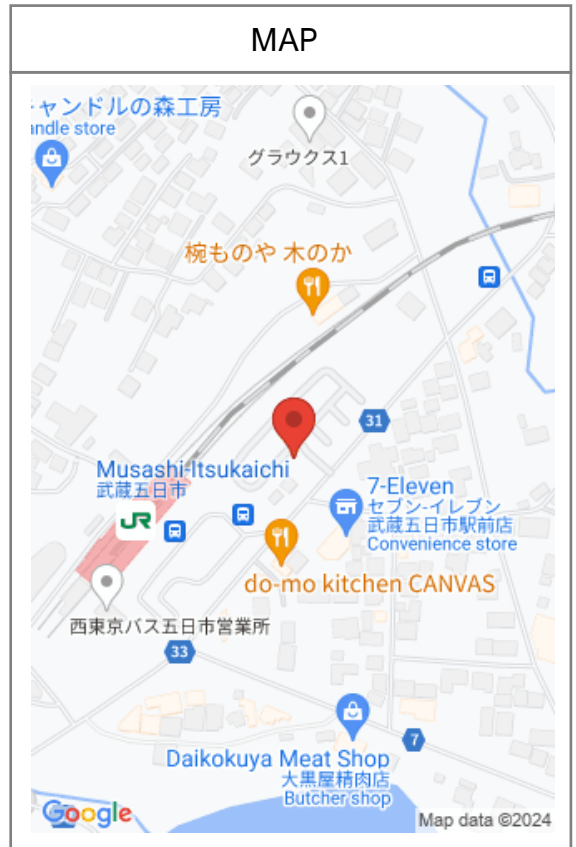 MAP
キャンドルの森工房
andle store
グラウクス1
椀ものや 木のか
31
Musashi-Itsukaichi
武蔵五日市
JR
7-Eleven
セブン-イレブン
武蔵五日市駅前店
Convenience store
do-mo kitchen CANVAS
西東京バス五日市営業所
33
7
Daikokuya Meat Shop
大黒屋精肉店
Butcher shop
Google
Map data ©2024